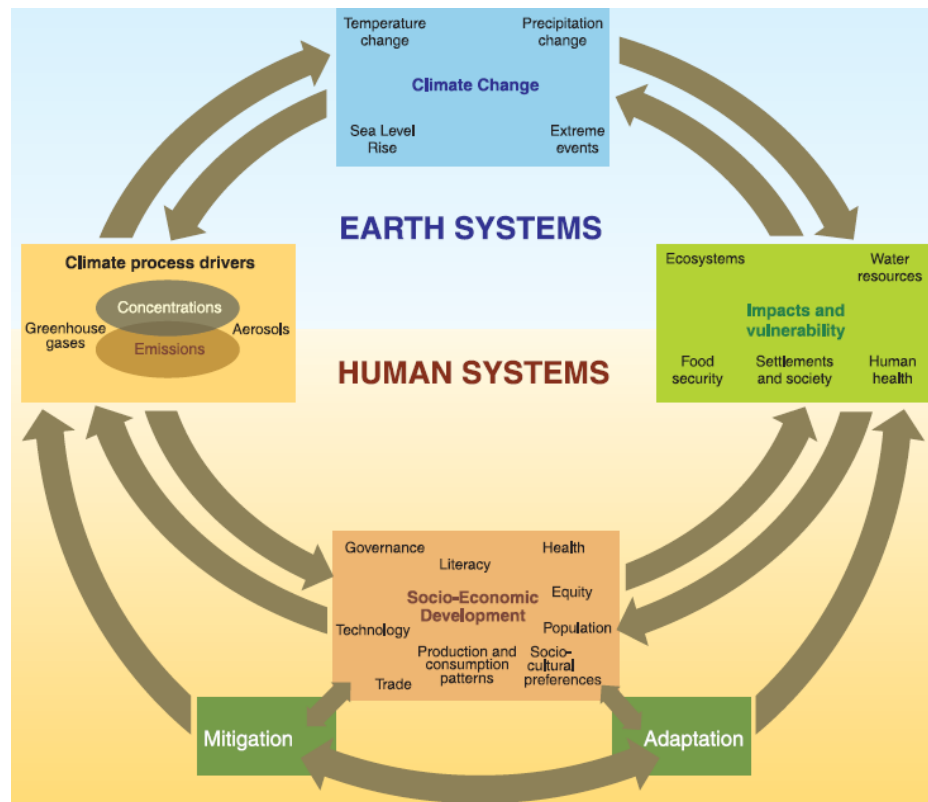 Temperature
change
Precipitation
change
Climate Change
Sea Level
Rise
Extreme
events
EARTH SYSTEMS
Climate process drivers
Concentrations
Greenhouse
gases
Aerosols
Emissions
Ecosystems
Water
resources
Impacts and
vulnerability
Food
security
Settlements
and society
Human
health
HUMAN SYSTEMS
Governance
Literacy
Health
Socio-Economic
Development
Equity
Technology
Population
Production and
consumption
patterns
Socio-
cultural
preferences
Trade
Mitigation
Adaptation